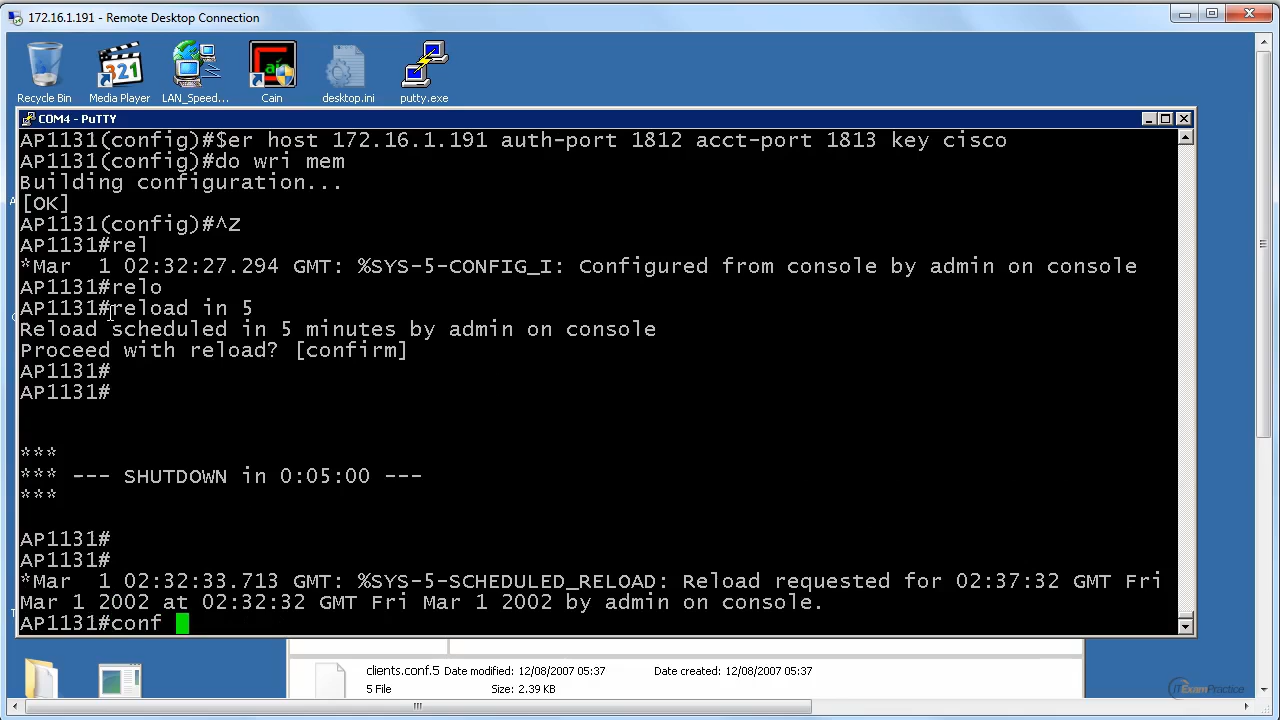 172.16.1.191 - Remote Desktop Connection
Recycle Bin
Media Player
LAN_Speed...
Cain
desktop.ini
putty.exe
COM4 - PuTTY
AP1131(config)#$er host 172.16.1.191 auth-port 1812 acct-port 1813 key cisco
AP1131(config)#do wri mem
Building configuration...
[OK]
AP1131(config)#^Z
AP1131#rel
*Mar  1 02:32:27.294 GMT: %SYS-5-CONFIG_I: Configured from console by admin on console
AP1131#relo
AP1131#reload in 5
Reload scheduled in 5 minutes by admin on console
Proceed with reload? [confirm]
AP1131#
AP1131#
***
*** --- SHUTDOWN in 0:05:00 ---
***
AP1131#
AP1131#
*Mar  1 02:32:33.713 GMT: %SYS-5-SCHEDULED_RELOAD: Reload requested for 02:37:32 GMT Fri
Mar 1 2002 at 02:32:32 GMT Fri Mar 1 2002 by admin on console.
AP1131#conf
clients.conf.5 Date modified: 12/08/2007 05:37 Date created: 12/08/2007 05:37
5 File Size: 2.39 KB
ITExamPractice